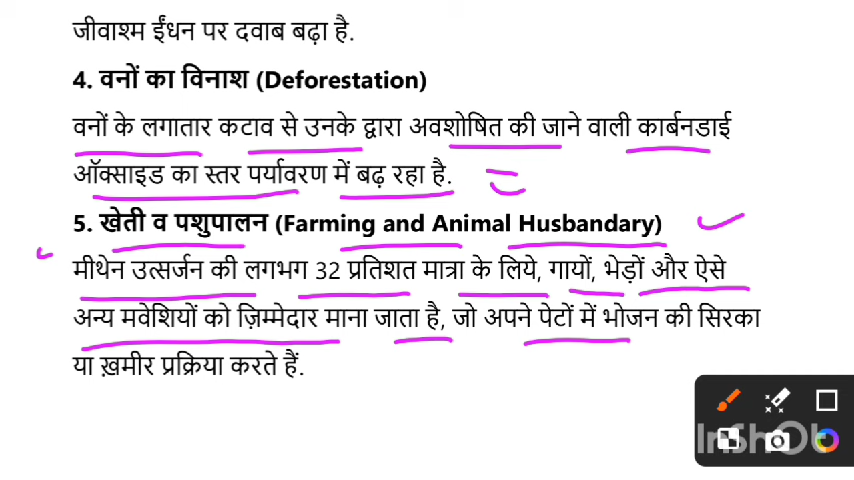 जीवाश्म ईंधन पर दवाब बढ़ा है.
4. वनों का विनाश (Deforestation)
वनों के लगातार कटाव से उनके द्वारा अवशोषित की जाने वाली कार्बनडाई
ऑक्साइड का स्तर पर्यावरण में बढ़ रहा है.
5. खेती व पशुपालन (Farming and Animal Husbandary)
मीथेन उत्सर्जन की लगभग 32 प्रतिशत मात्रा के लिये, गायों, भेड़ों और ऐसे
अन्य मवेशियों को ज़िम्मेदार माना जाता है, जो अपने पेटों में भोजन की सिरका
या ख़मीर प्रक्रिया करते हैं.
InShOt